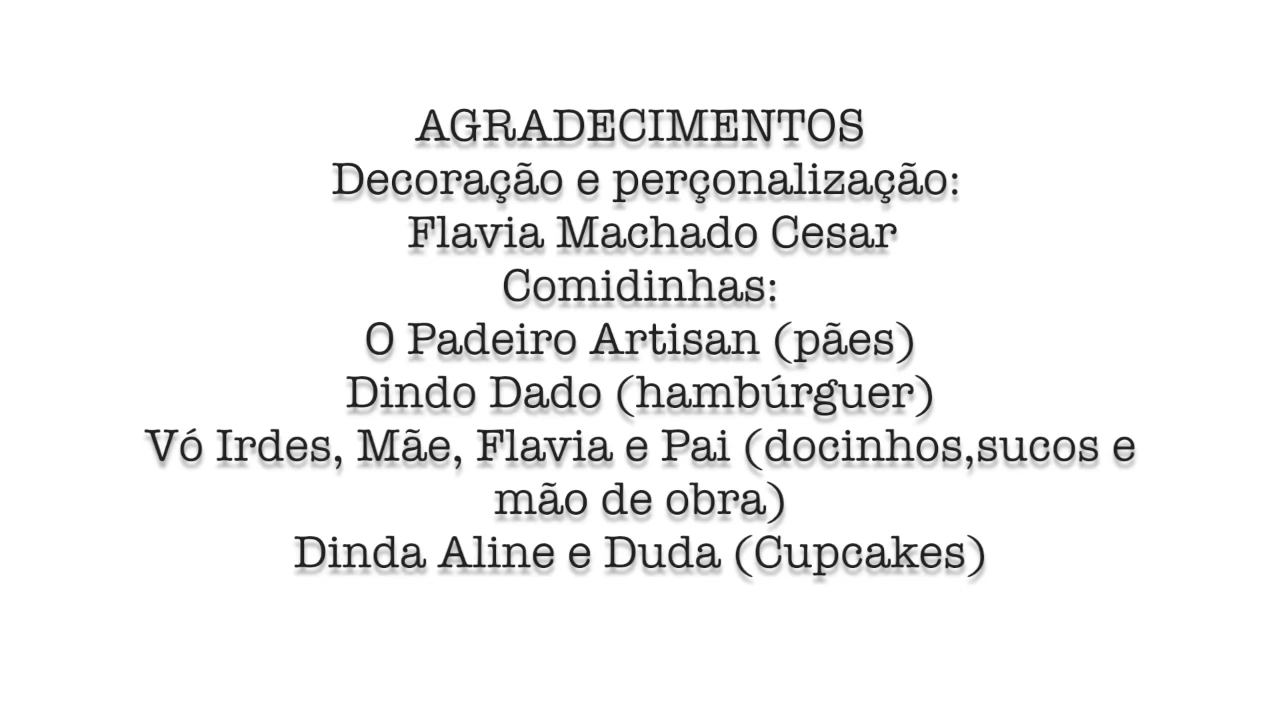 AGRADECIMENTOS
Decoração e perçonalização:
Flavia Machado Cesar
Comidinhas:
O Padeiro Artisan (pães)
Dindo Dado (hambúrguer)
Vó Irdes, Mãe, Flavia e Pai (docinhos,sucos e
mão de obra)
Dinda Aline e Duda (Cupcakes)